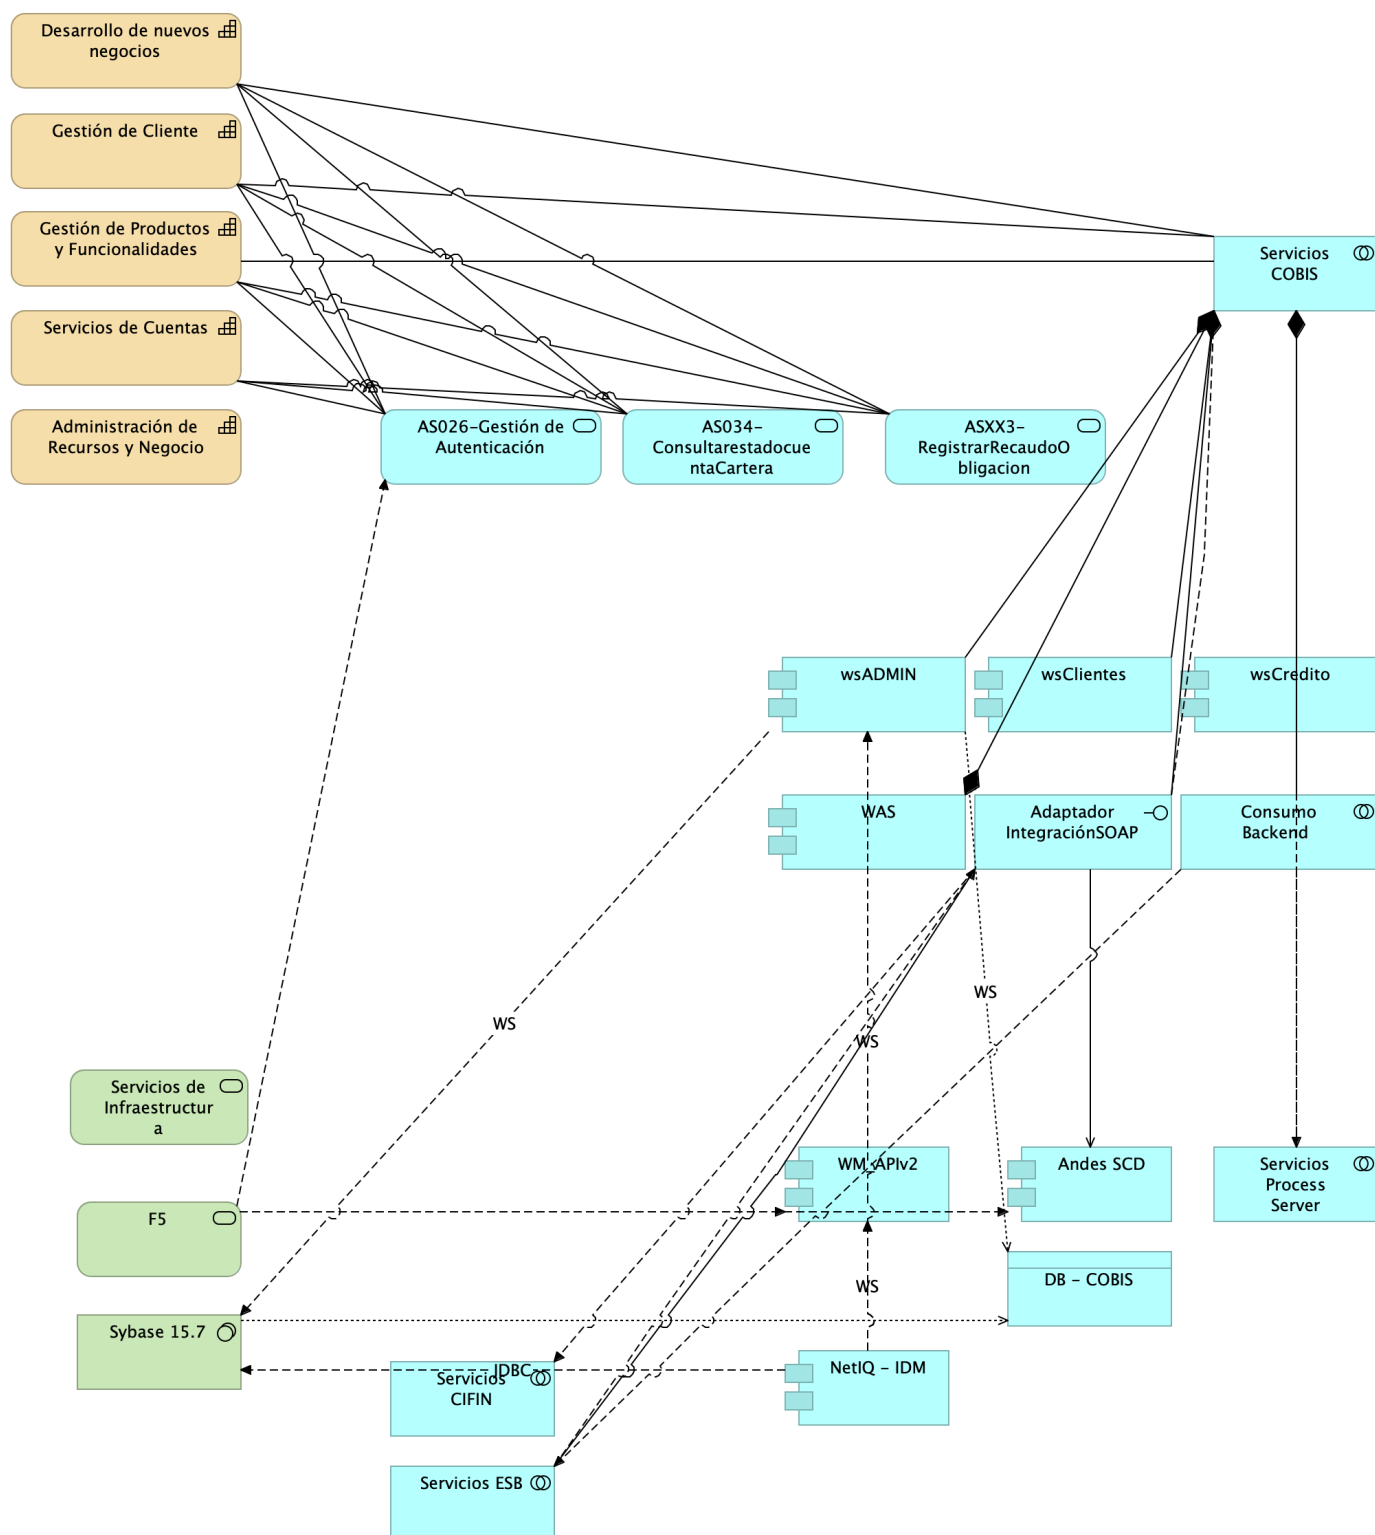 Desarrollo de nuevos
negocios
Gestión de Cliente
Gestión de Productos
y Funcionalidades
Servicios
COBIS
Servicios de Cuentas
Administración de
Recursos y Negocio
AS026-Gestión de
Autenticación
AS034-
Consultarestadocue
ntaCartera
ASXX3-
RegistrarRecaudoO
bligacion
wsADMIN
wsClientes
wsCredito
WAS
Adaptador
IntegraciónSOAP
Consumo
Backend
WS
WS
WS
Servicios de
Infraestructur
a
WM_APIv2
Andes SCD
Servicios
Process
Server
F5
DB - COBIS
WS
Sybase 15.7
JDBC
Servicios
CIFIN
NetIQ - IDM
Servicios ESB